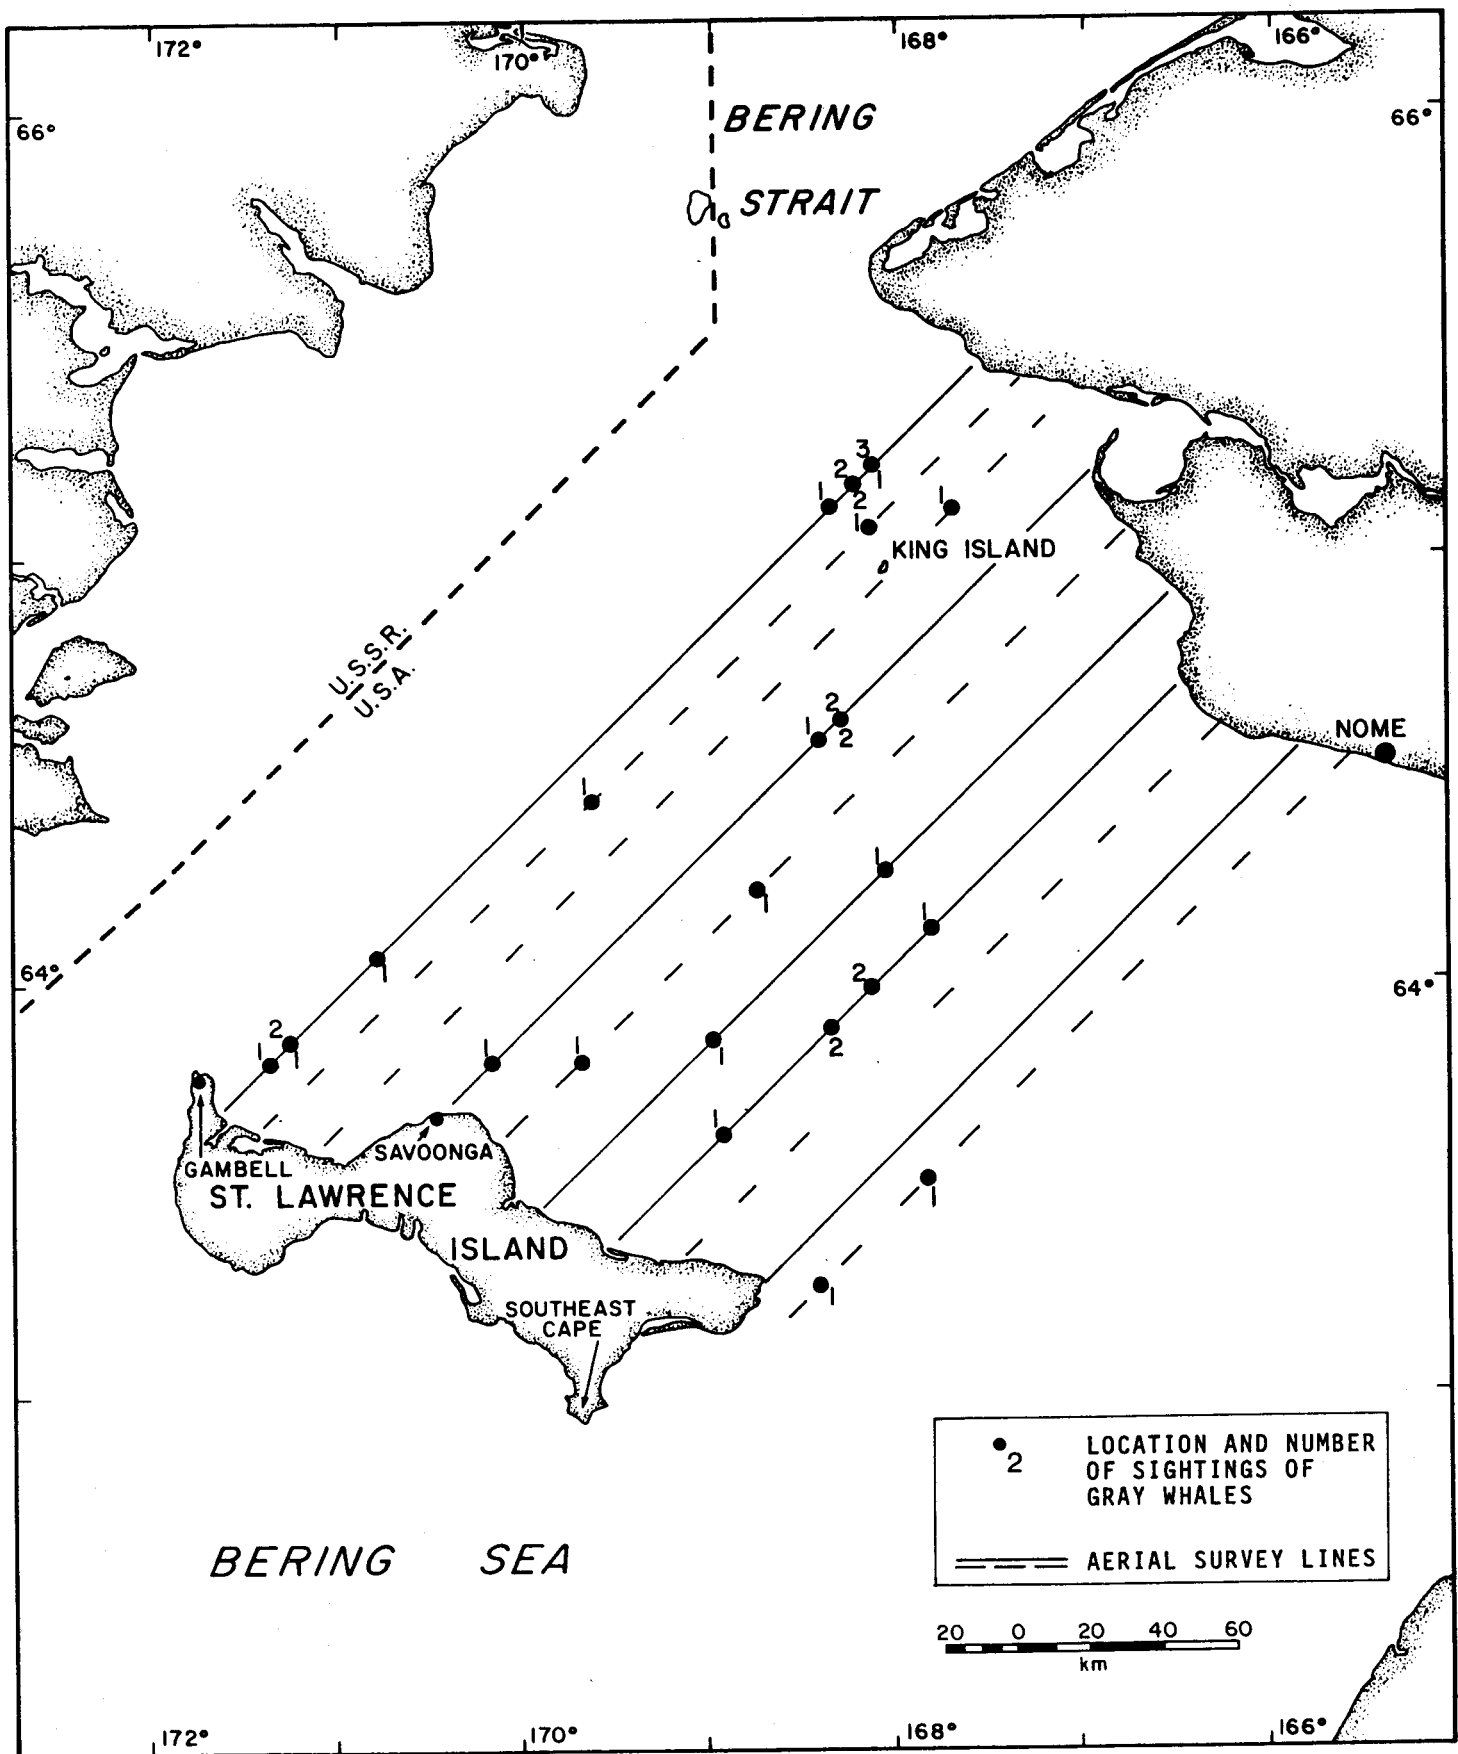 172°
170°
168°
166°
66°
BERING
66°
STRAIT
3
2
1
1
2
1
1
KING ISLAND
U.S.S.R.
U.S.A.
2
1
2
NOME
1
1
1
1
1
64°
2
64°
2
1
1
2
1
1
1
1
GAMBELL
SAVOONGA
ST. LAWRENCE
1
ISLAND
1
SOUTHEAST
CAPE
2
LOCATION AND NUMBER
OF SIGHTINGS OF
GRAY WHALES
AERIAL SURVEY LINES
BERING SEA
20 0 20 40 60
km
172°
170°
168°
166°